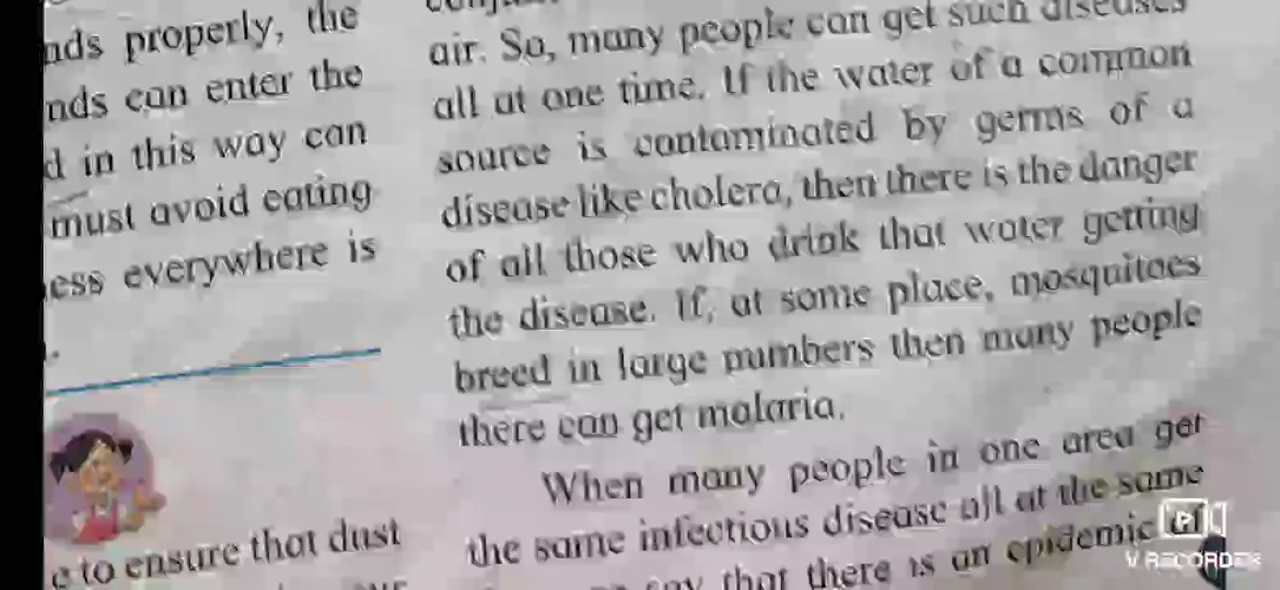 nds properly, the
nds can enter the
d in this way can
must avoid eating
ess everywhere is
e to ensure that dust
air. So, many people can get such diseases
all at one time. If the water of a common
source is contaminated by germs of a
disease like cholera, then there is the danger
of all those who drink that water getting
the disease. If, at some place, mosquitoes
breed in large numbers then many people
there can get malaria.
When many people in one area get
the same infectious disease all at the same
say that there is an epidemic of
V RECORDER